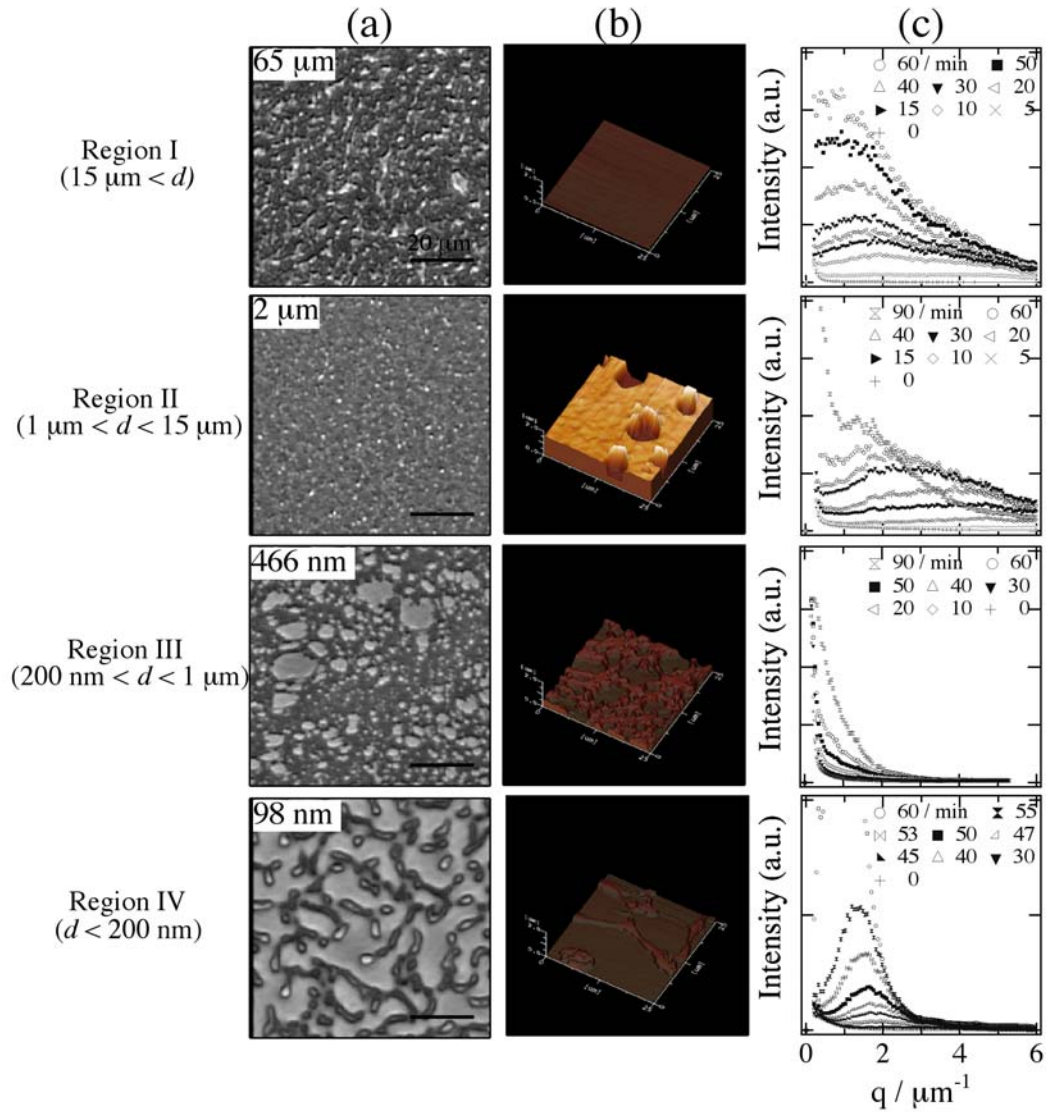 (a) (b) (c)
Region I
(15 μm < d)
65 μm
20 μm
Intensity (a.u.)
60 / min 50
40 30 20
15 10 5
0
Region II
(1 μm < d < 15 μm)
2 μm
Intensity (a.u.)
90 / min 60
40 30 20
15 10 5
0
Region III
(200 nm < d < 1 μm)
466 nm
Intensity (a.u.)
90 / min 60
50 40 30
20 10 0
Region IV
(d < 200 nm)
98 nm
Intensity (a.u.)
60 / min 55
53 50 47
45 40 30
0
0 2 4 6
q / μm⁻¹